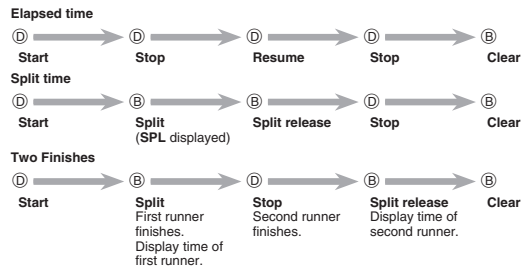 Elapsed time
Ⓓ Ⓓ Ⓓ Ⓓ Ⓑ
Start Stop Resume Stop Clear
Split time
Ⓓ Ⓑ Ⓑ Ⓓ Ⓑ
Start Split Split release Stop Clear
(SPL displayed)
Two Finishes
Ⓓ Ⓑ Ⓓ Ⓑ Ⓑ
Start Split Stop Split release Clear
First runner Second runner Display time of
finishes. finishes. second runner.
Display time of
first runner.